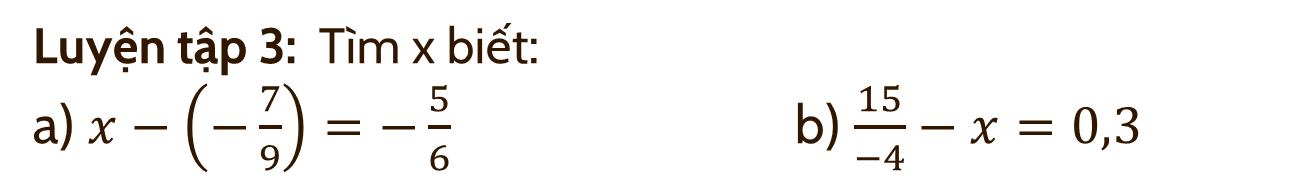 Luyện tập 3: Tìm x biết:
a) x − (−7/9) = −5/6 b) 15/−4 − x = 0,3